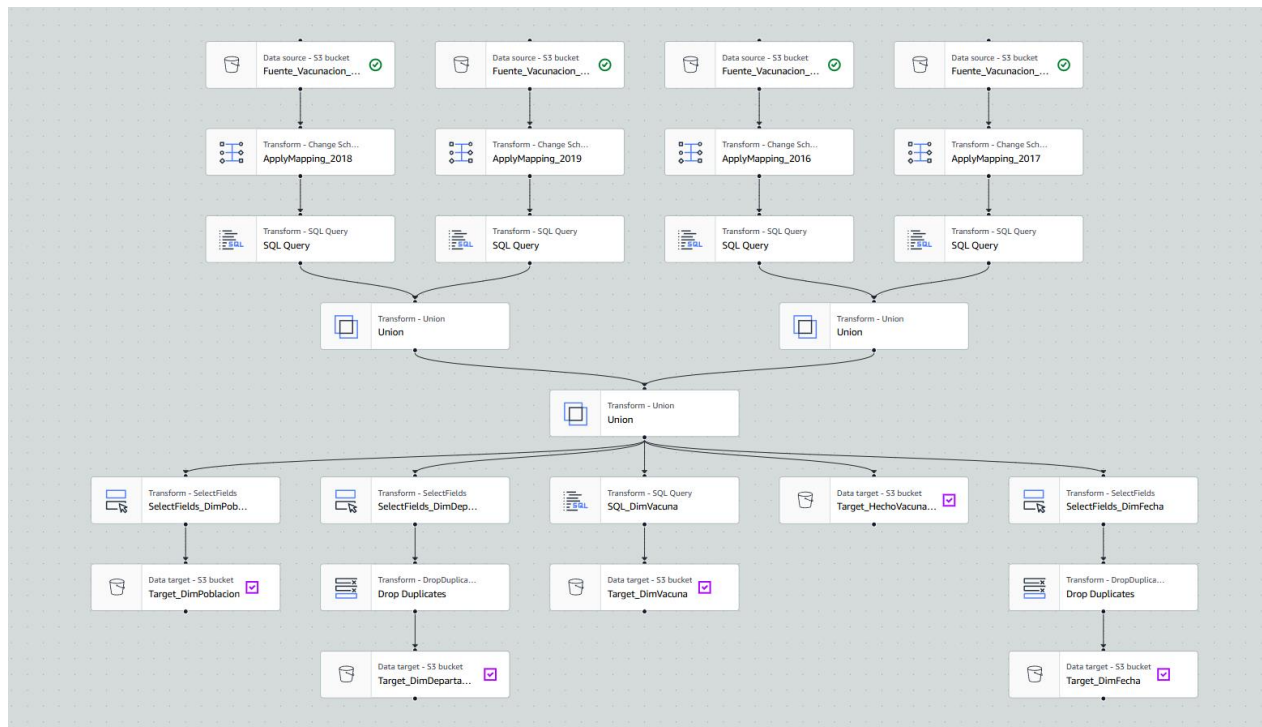 Data source - S3 bucket
Fuente_Vacunacion_...
Data source - S3 bucket
Fuente_Vacunacion_...
Data source - S3 bucket
Fuente_Vacunacion_...
Data source - S3 bucket
Fuente_Vacunacion_...
Transform - Change Sch...
ApplyMapping_2018
Transform - Change Sch...
ApplyMapping_2019
Transform - Change Sch...
ApplyMapping_2016
Transform - Change Sch...
ApplyMapping_2017
SQL
Transform - SQL Query
SQL Query
SQL
Transform - SQL Query
SQL Query
SQL
Transform - SQL Query
SQL Query
SQL
Transform - SQL Query
SQL Query
Transform - Union
Union
Transform - Union
Union
Transform - Union
Union
Transform - SelectFields
SelectFields_DimPob...
Transform - SelectFields
SelectFields_DimDep...
SQL
Transform - SQL Query
SQL_DimVacuna
Data target - S3 bucket
Target_HechoVacuna...
Transform - SelectFields
SelectFields_DimFecha
Data target - S3 bucket
Target_DimPoblacion
Transform - DropDuplica...
Drop Duplicates
Data target - S3 bucket
Target_DimVacuna
Transform - DropDuplica...
Drop Duplicates
Data target - S3 bucket
Target_DimDeparta...
Data target - S3 bucket
Target_DimFecha